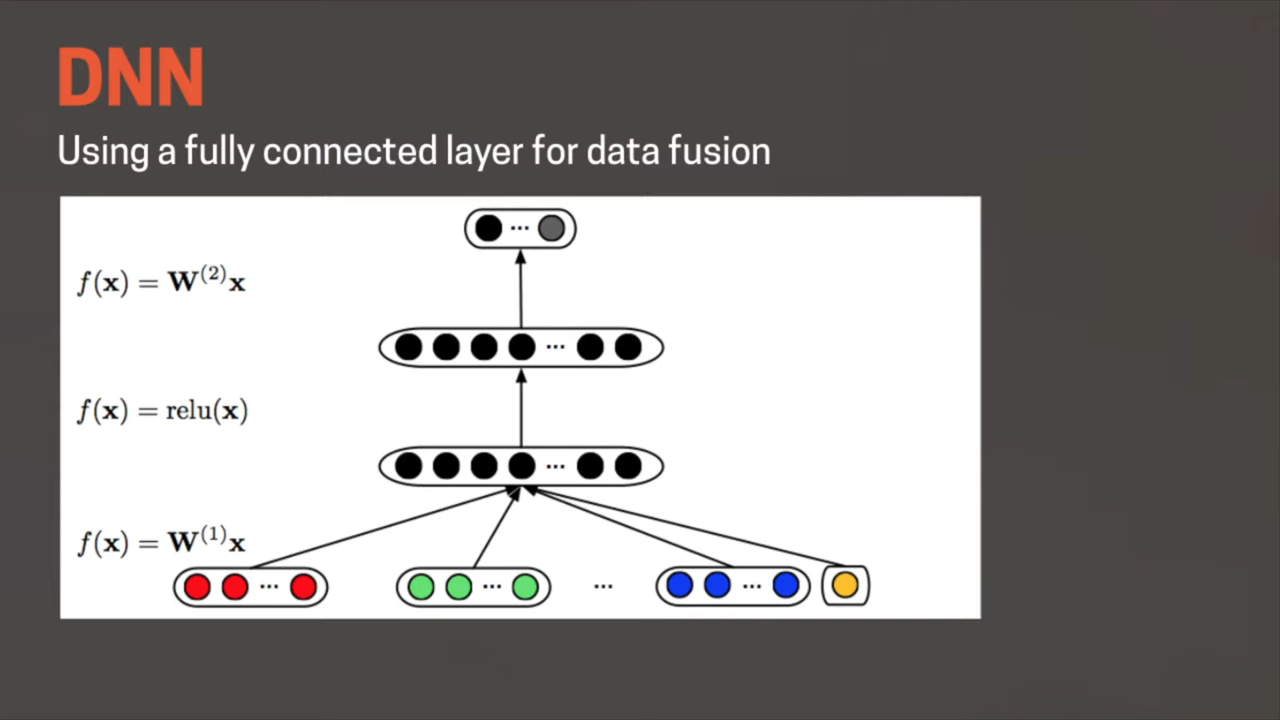 DNN
Using a fully connected layer for data fusion
...
f(x) = W⁽²⁾x
...
f(x) = relu(x)
...
f(x) = W⁽¹⁾x
... ... ... ...